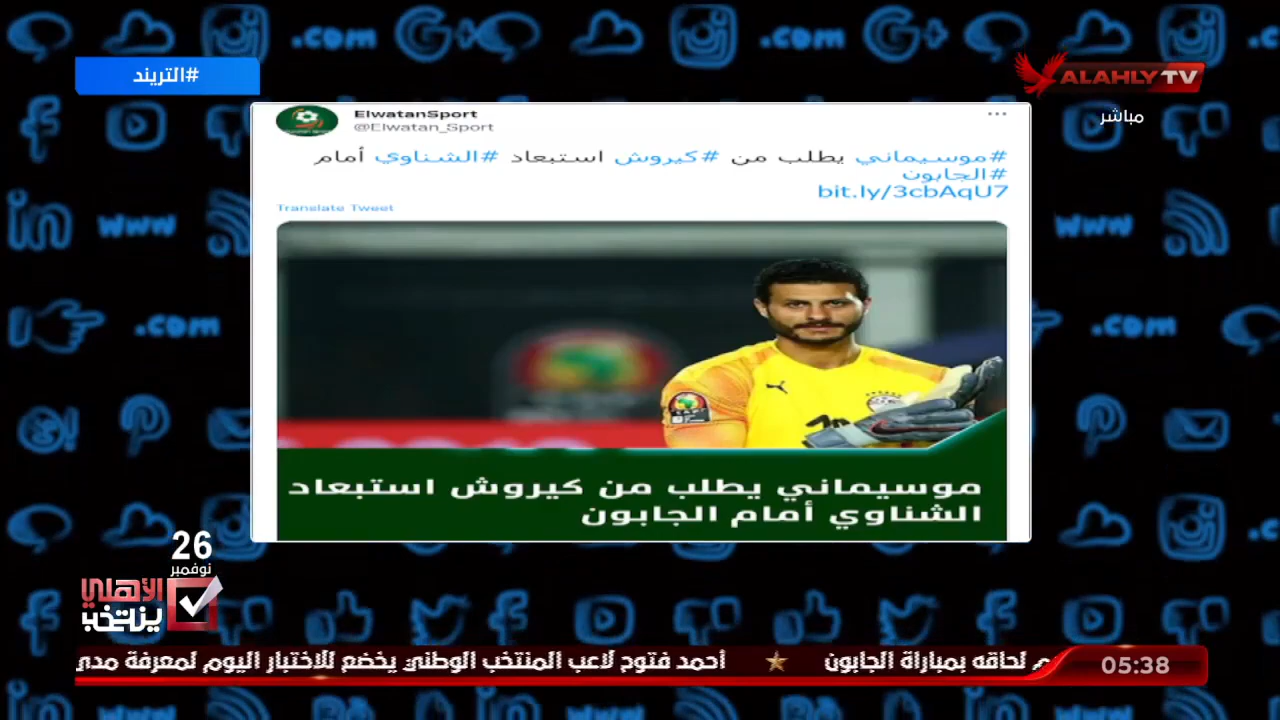 #التريند
ALAHLY TV
مباشر
ElwatanSport
@Elwatan_Sport
#موسيماني يطلب من #كيروش استبعاد #الشناوي أمام
#الجابون
bit.ly/3cbAqU7
Translate Tweet
موسيماني يطلب من كيروش استبعاد
الشناوي أمام الجابون
26
نوفمبر
الأهلي
ينتخب
م لحاقه بمباراة الجابون ★ أحمد فتوح لاعب المنتخب الوطني يخضع للاختبار اليوم لمعرفة مدى
05:38